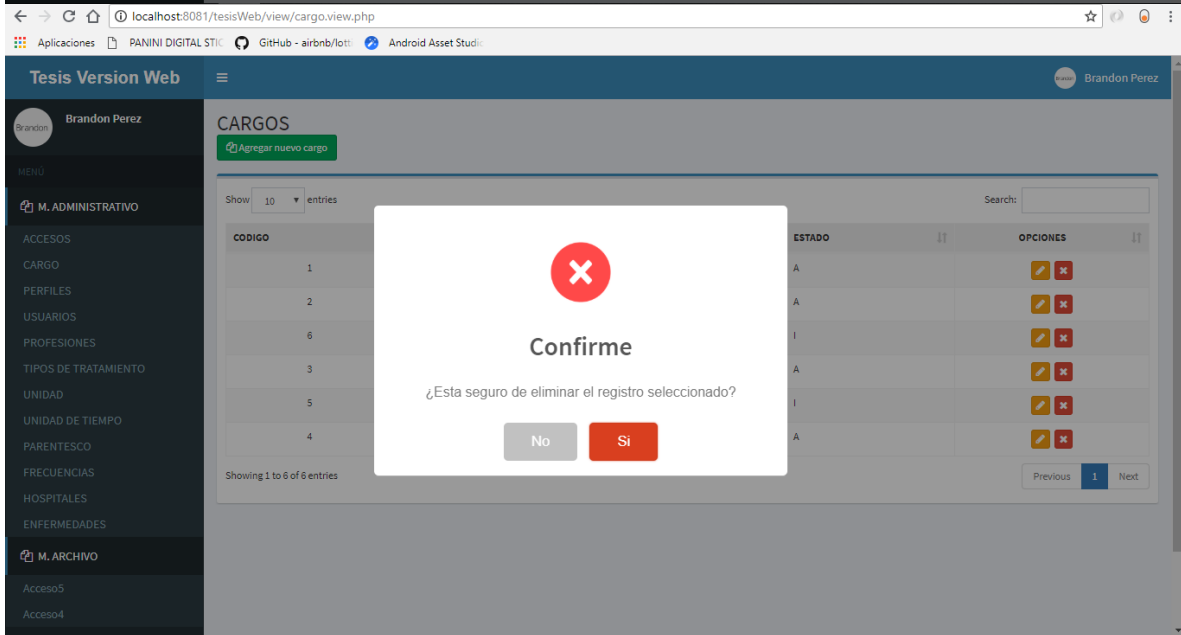 localhost:8081/tesisWeb/view/cargo.view.php
Aplicaciones PANINI DIGITAL STIC GitHub - airbnb/lott Android Asset Studio
Tesis Version Web
Brandon Perez
Brandon
Brandon Perez
MENÚ
M. ADMINISTRATIVO
ACCESOS
CARGO
PERFILES
USUARIOS
PROFESIONES
TIPOS DE TRATAMIENTO
UNIDAD
UNIDAD DE TIEMPO
PARENTESCO
FRECUENCIAS
HOSPITALES
ENFERMEDADES
M. ARCHIVO
Acceso5
Acceso4
CARGOS
Agregar nuevo cargo
Show 10 entries
Search:
CODIGO ESTADO OPCIONES
1 A
2 A
6 I
3 A
5 I
4 A
Showing 1 to 6 of 6 entries
Previous 1 Next
Confirme
¿Esta seguro de eliminar el registro seleccionado?
No Si